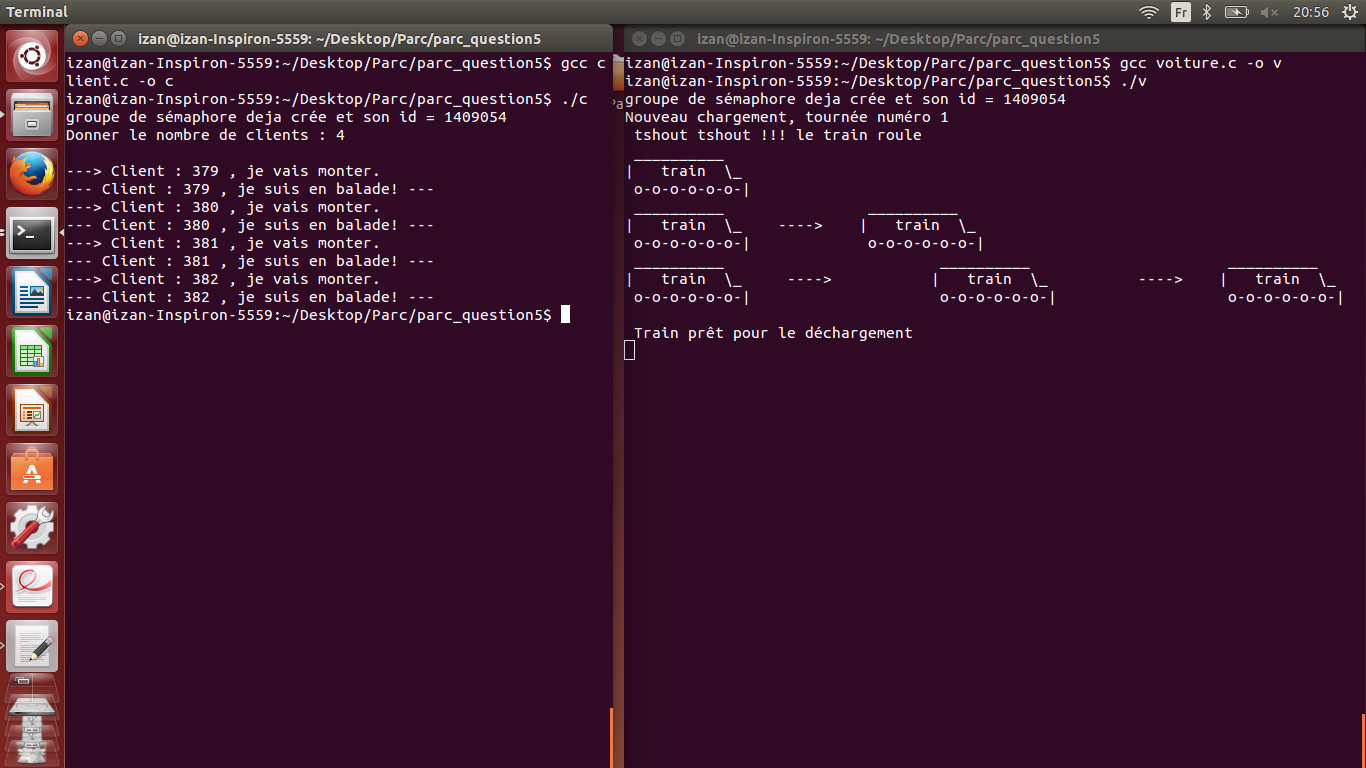 Terminal
Fr
20:56
izan@izan-Inspiron-5559: ~/Desktop/Parc/parc_question5
izan@izan-Inspiron-5559:~/Desktop/Parc/parc_question5$ gcc c
lient.c -o c
izan@izan-Inspiron-5559:~/Desktop/Parc/parc_question5$ ./c
groupe de sémaphore deja crée et son id = 1409054
Donner le nombre de clients : 4
---> Client : 379 , je vais monter.
--- Client : 379 , je suis en balade! ---
---> Client : 380 , je vais monter.
--- Client : 380 , je suis en balade! ---
---> Client : 381 , je vais monter.
--- Client : 381 , je suis en balade! ---
---> Client : 382 , je vais monter.
--- Client : 382 , je suis en balade! ---
izan@izan-Inspiron-5559:~/Desktop/Parc/parc_question5$
Pa
izan@izan-Inspiron-5559: ~/Desktop/Parc/parc_question5
izan@izan-Inspiron-5559:~/Desktop/Parc/parc_question5$ gcc voiture.c -o v
izan@izan-Inspiron-5559:~/Desktop/Parc/parc_question5$ ./v
groupe de sémaphore deja crée et son id = 1409054
Nouveau chargement, tournée numéro 1
 tshout tshout !!! le train roule
 __________
|   train  \_
 o-o-o-o-o-o-|
 __________                __________
|   train  \_    ---->    |   train  \_
 o-o-o-o-o-o-|             o-o-o-o-o-o-|
 __________                        __________                      __________
|   train  \_     ---->           |   train  \_          ---->    |   train  \_
 o-o-o-o-o-o-|                     o-o-o-o-o-o-|                   o-o-o-o-o-o-|
 Train prêt pour le déchargement